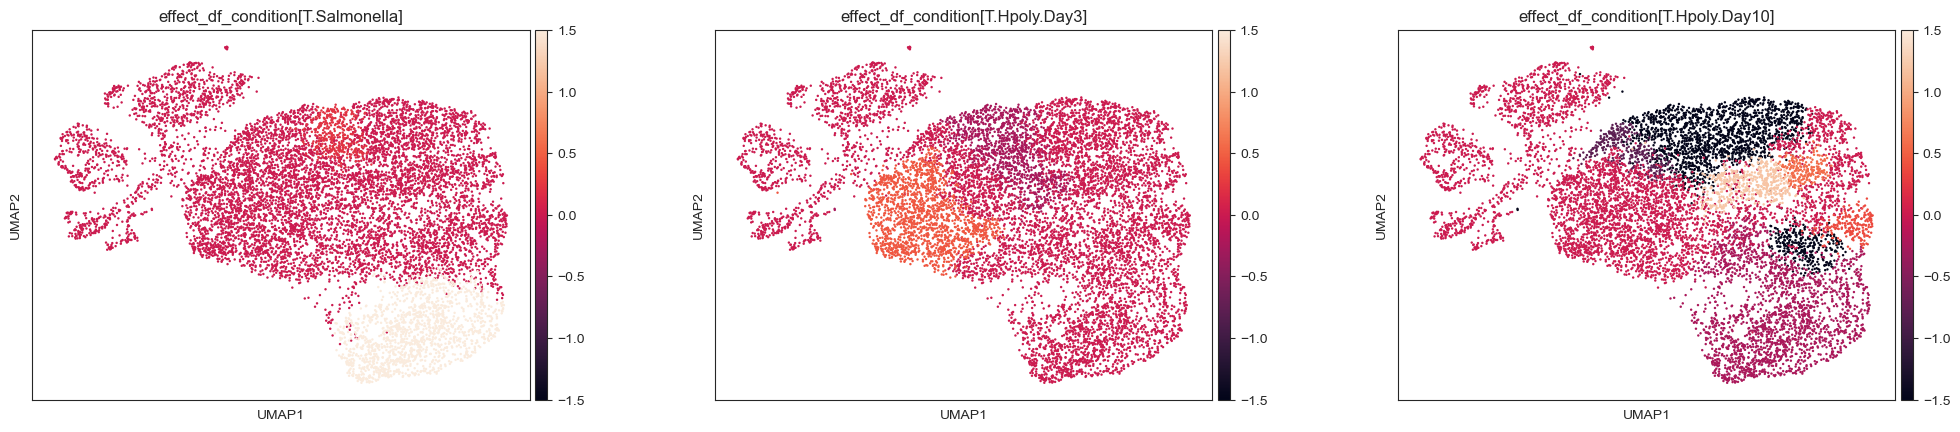 effect_df_condition[T.Salmonella]
UMAP2
UMAP1
1.5
1.0
0.5
0.0
−0.5
−1.0
−1.5
effect_df_condition[T.Hpoly.Day3]
UMAP2
UMAP1
1.5
1.0
0.5
0.0
−0.5
−1.0
−1.5
effect_df_condition[T.Hpoly.Day10]
UMAP2
UMAP1
1.5
1.0
0.5
0.0
−0.5
−1.0
−1.5